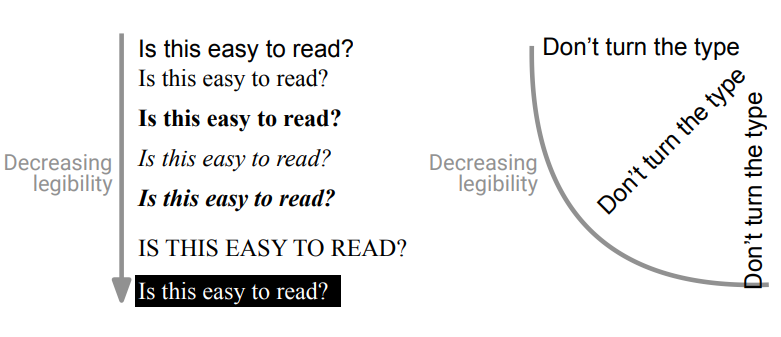 Is this easy to read?
Is this easy to read?
Is this easy to read?
Is this easy to read?
Is this easy to read?
IS THIS EASY TO READ?
Is this easy to read?
Decreasing
legibility
Don’t turn the type
Don’t turn the type
Don’t turn the type
Decreasing
legibility